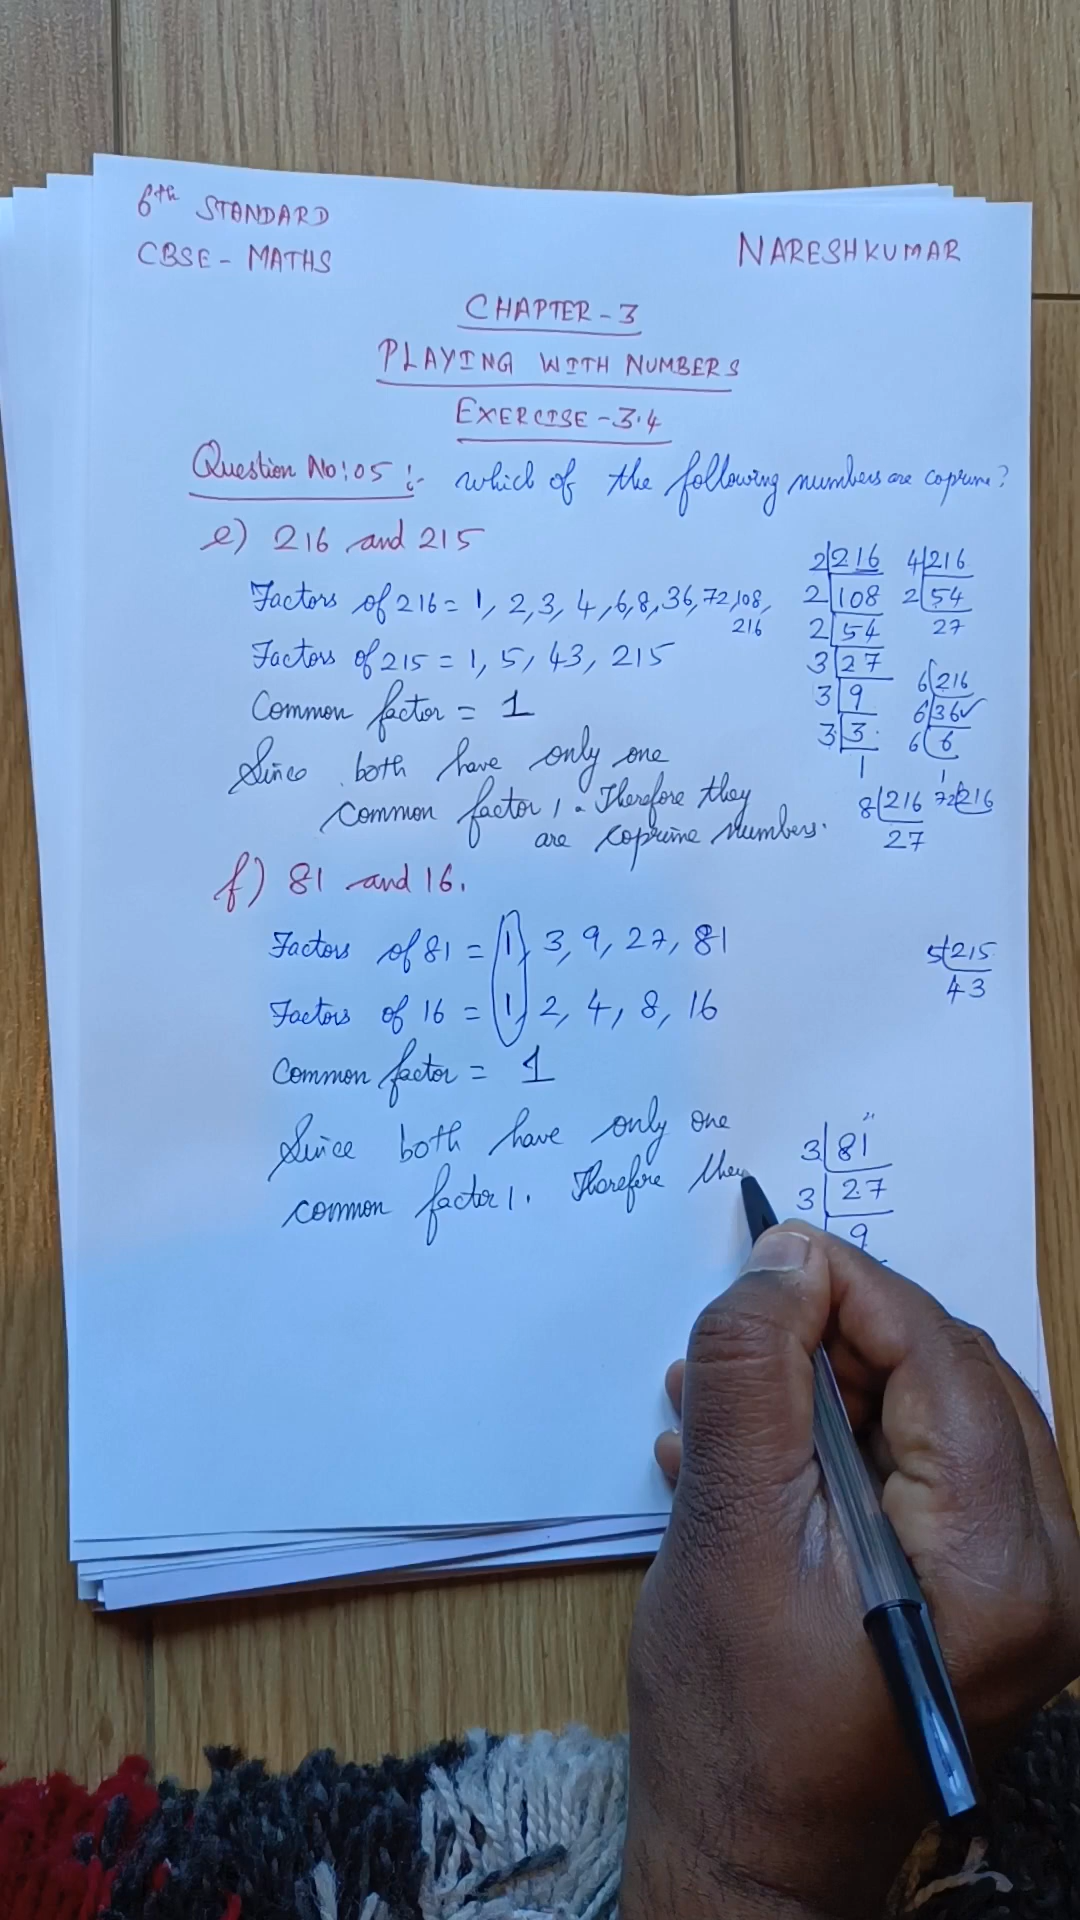 6th STANDARD
CBSE - MATHS
NARESHKUMAR
CHAPTER - 3
PLAYING WITH NUMBERS
EXERCISE - 3.4
Question No: 05 :- which of the following numbers are coprime?
e) 216 and 215
Factors of 216 = 1, 2, 3, 4, 6, 8, 36, 72, 108,
216
Factors of 215 = 1, 5, 43, 215
Common factor = 1
Since both have only one
common factor 1. Therefore they
are coprime numbers.
2 216
2 108
2 54
3 27
3 9
3 3
1
4 216
2 54
27
6 216
6 36 ✓
6 6
1
8 216
27
72 216
f) 81 and 16.
Factors of 81 = 1, 3, 9, 27, 81
Factors of 16 = 1, 2, 4, 8, 16
Common factor = 1
Since both have only one
common factor 1. Therefore they
5 215
43
3 81
3 27
9